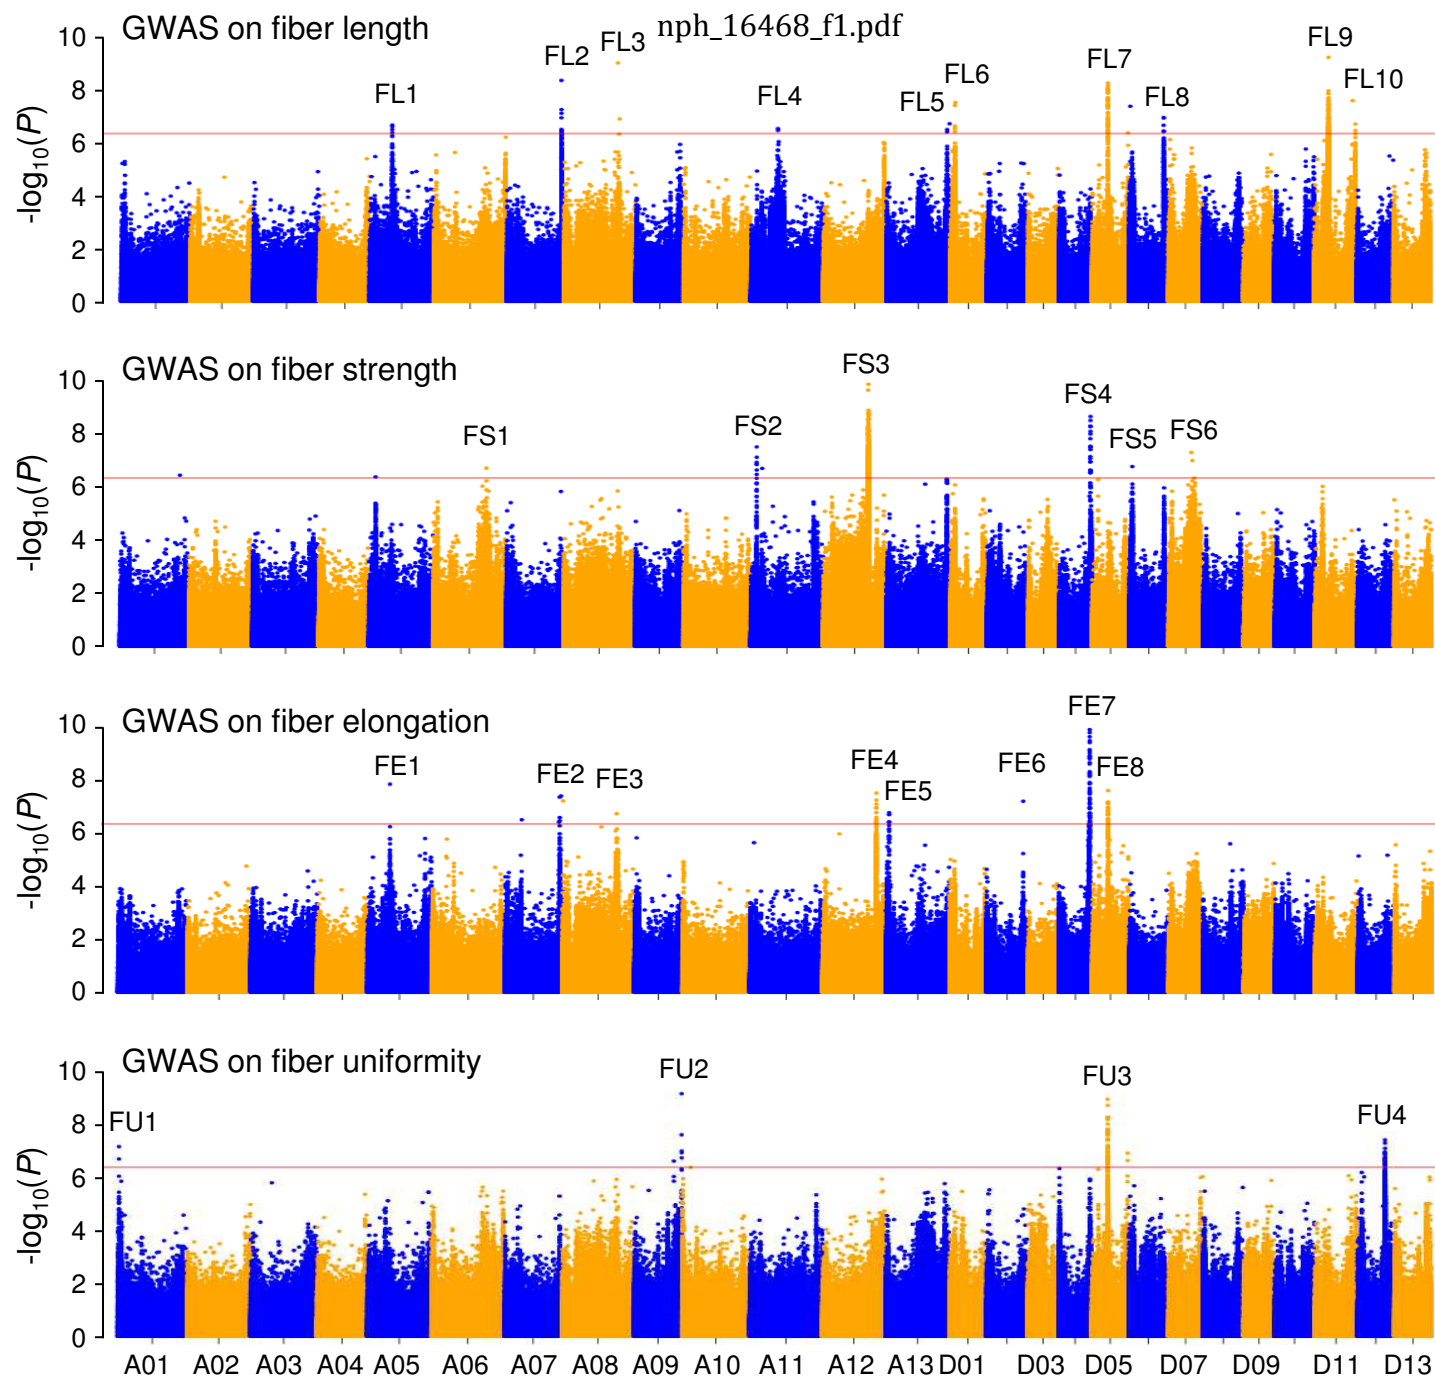 GWAS on fiber length
nph_16468_f1.pdf
FL1
FL2
FL3
FL4
FL5
FL6
FL7
FL8
FL9
FL10
10
8
6
4
2
0
-log10(P)
GWAS on fiber strength
FS1
FS2
FS3
FS4
FS5
FS6
10
8
6
4
2
0
-log10(P)
GWAS on fiber elongation
FE1
FE2
FE3
FE4
FE5
FE6
FE7
FE8
10
8
6
4
2
0
-log10(P)
GWAS on fiber uniformity
FU1
FU2
FU3
FU4
10
8
6
4
2
0
-log10(P)
A01 A02 A03 A04 A05 A06 A07 A08 A09 A10 A11 A12 A13 D01 D03 D05 D07 D09 D11 D13